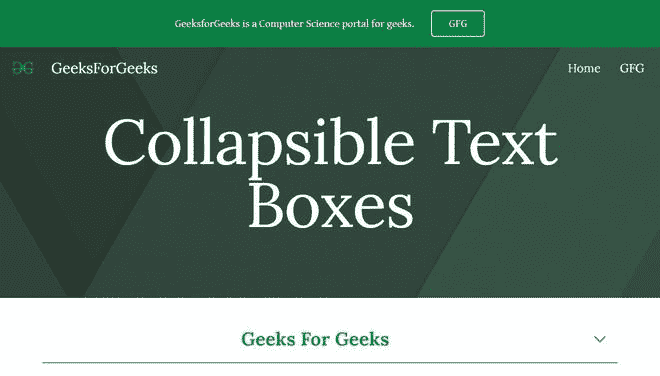 GeeksforGeeks is a Computer Science portal for geeks. GFG
GeeksForGeeks Home GFG
Collapsible Text
Boxes
Geeks For Geeks